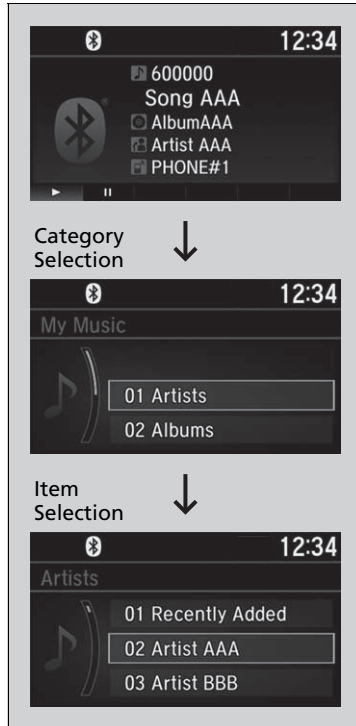 12:34
600000
Song AAA
AlbumAAA
Artist AAA
PHONE#1
Category
Selection
12:34
My Music
01 Artists
02 Albums
Item
Selection
12:34
Artists
01 Recently Added
02 Artist AAA
03 Artist BBB